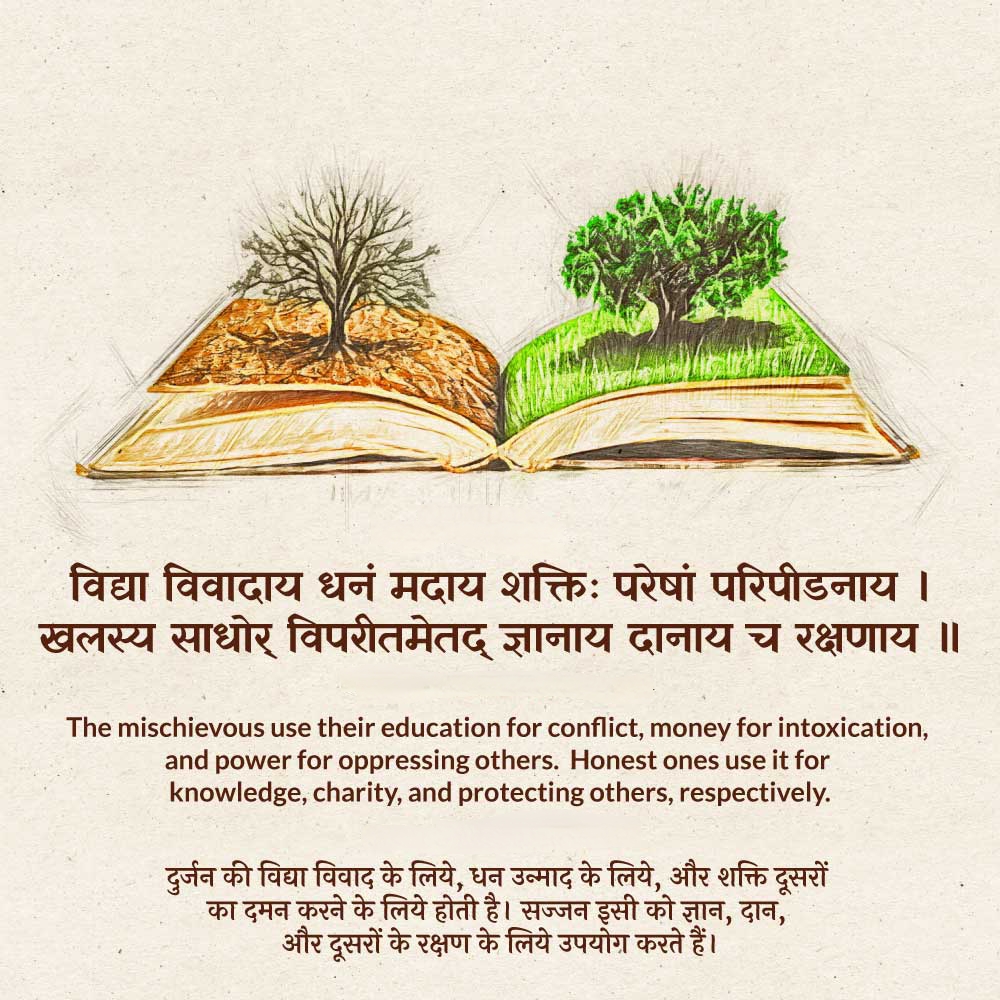 विद्या विवादाय धनं मदाय शक्तिः परेषां परिपीडनाय ।
खलस्य साधोर् विपरीतमेतद् ज्ञानाय दानाय च रक्षणाय ॥
The mischievous use their education for conflict, money for intoxication,
and power for oppressing others. Honest ones use it for
knowledge, charity, and protecting others, respectively.
दुर्जन की विद्या विवाद के लिये, धन उन्माद के लिये, और शक्ति दूसरों
का दमन करने के लिये होती है। सज्जन इसी को ज्ञान, दान,
और दूसरों के रक्षण के लिये उपयोग करते हैं।